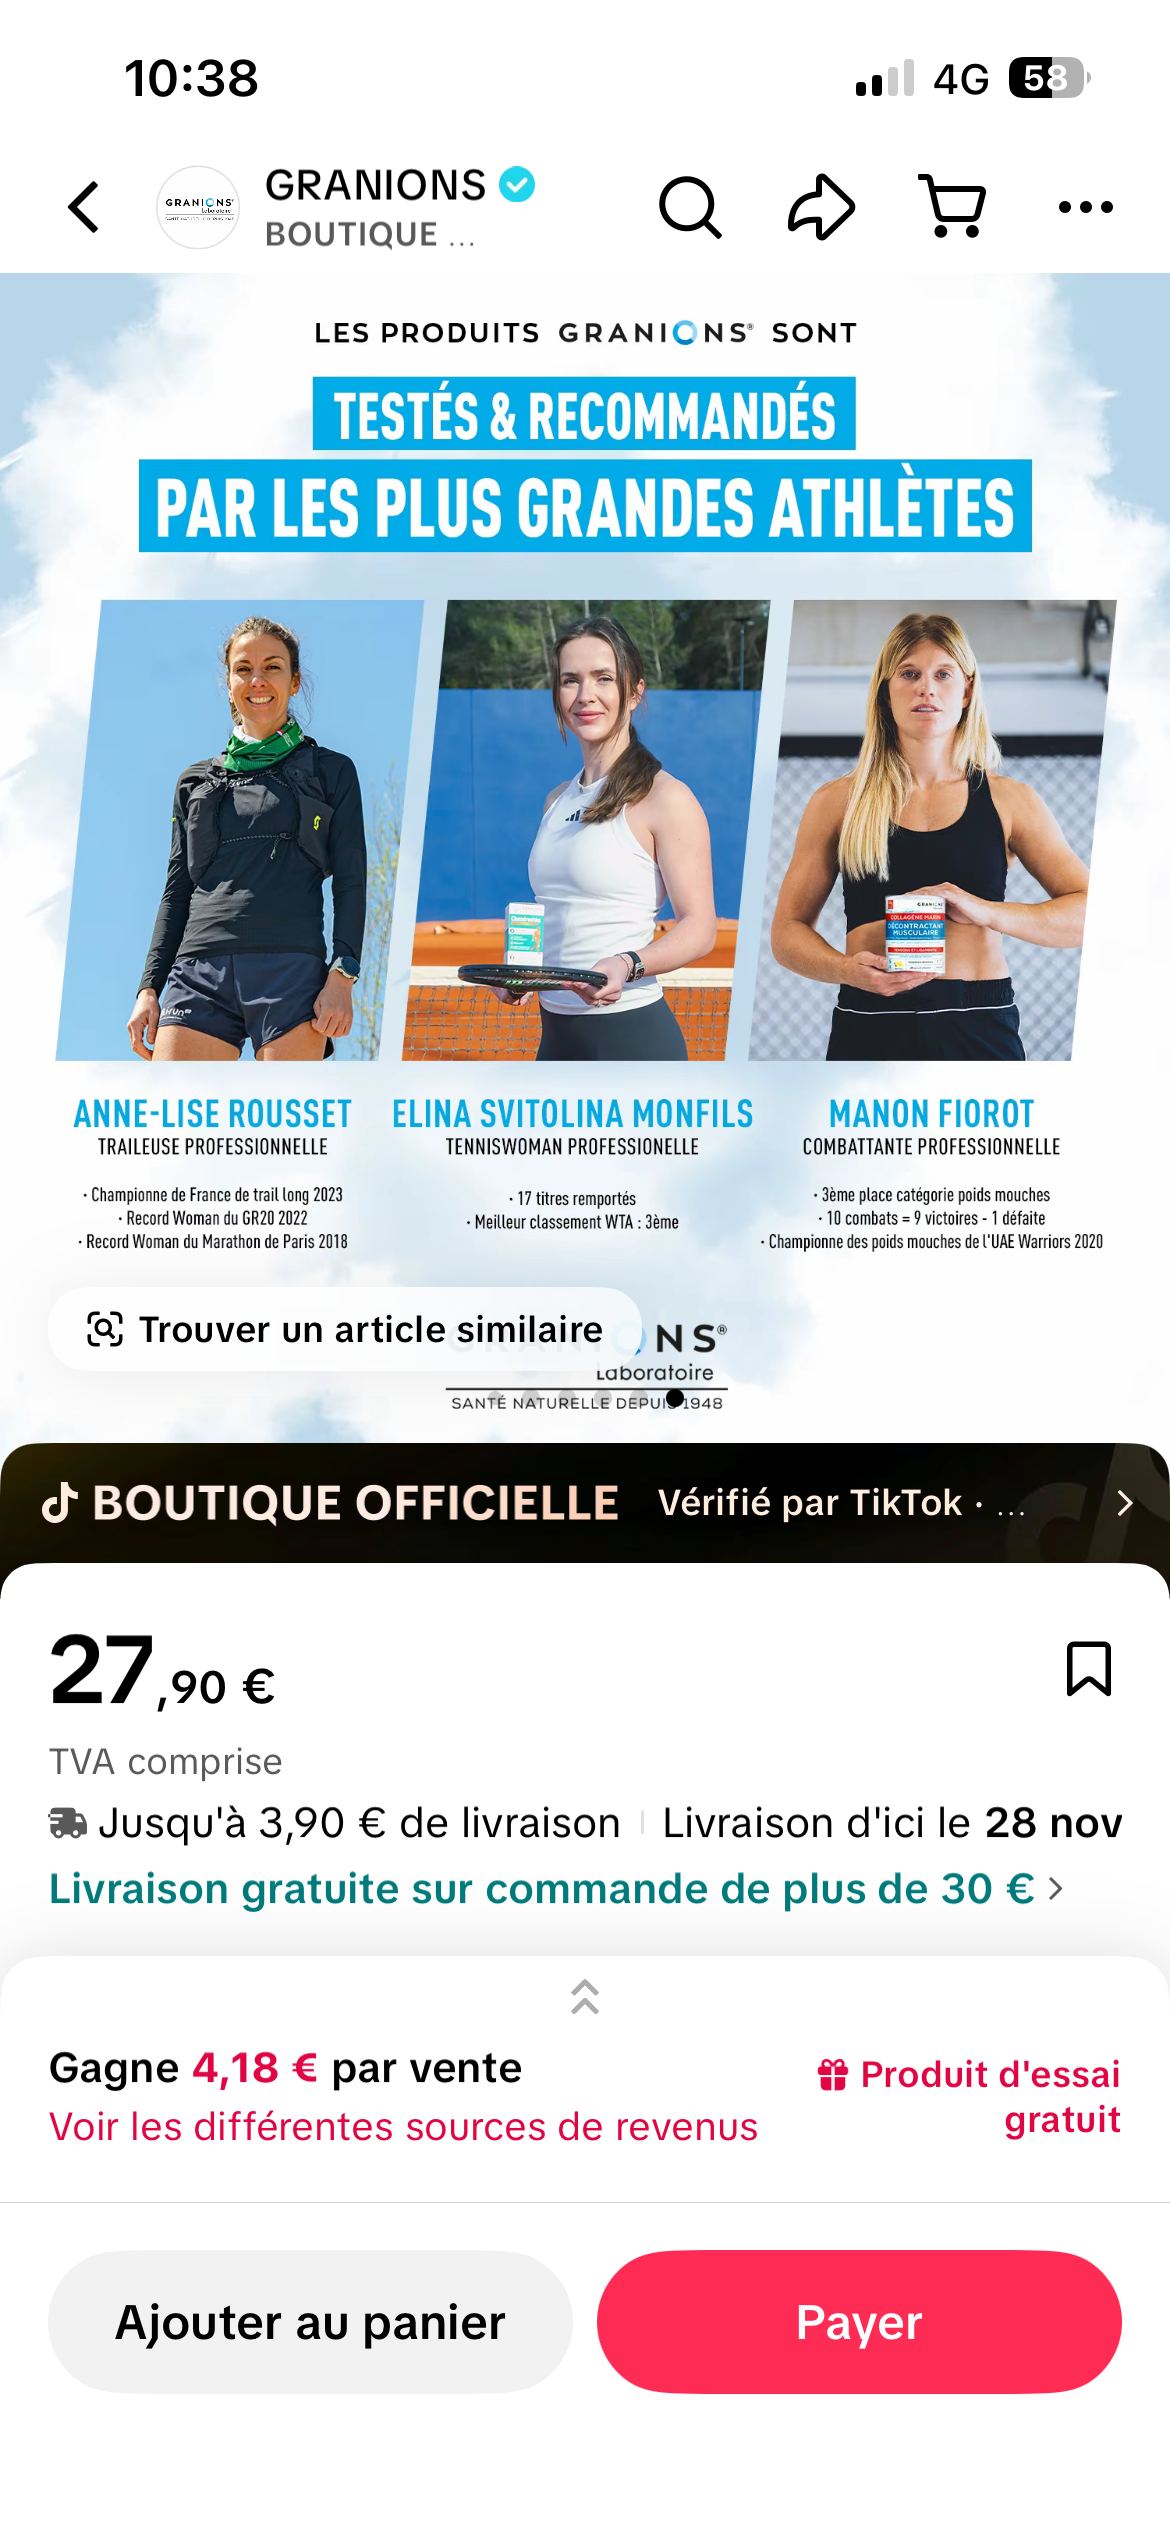 10:38
4G 58
GRANIONS
BOUTIQUE ...
LES PRODUITS GRANIONS® SONT
TESTÉS & RECOMMANDÉS
PAR LES PLUS GRANDES ATHLÈTES
GRANIONS
COLLAGÈNE MARIN
DÉCONTRACTANT
MUSCULAIRE
ANNE-LISE ROUSSET
TRAILEUSE PROFESSIONNELLE
· Championne de France de trail long 2023
· Record Woman du GR20 2022
· Record Woman du Marathon de Paris 2018
ELINA SVITOLINA MONFILS
TENNISWOMAN PROFESSIONELLE
· 17 titres remportés
· Meilleur classement WTA : 3ème
MANON FIOROT
COMBATTANTE PROFESSIONNELLE
· 3ème place catégorie poids mouches
· 10 combats = 9 victoires - 1 défaite
· Championne des poids mouches de l'UAE Warriors 2020
Trouver un article similaire
GRANIONS®
Laboratoire
SANTÉ NATURELLE DEPUIS 1948
BOUTIQUE OFFICIELLE Vérifié par TikTok · ...
27,90 €
TVA comprise
Jusqu'à 3,90 € de livraison Livraison d'ici le 28 nov
Livraison gratuite sur commande de plus de 30 €
Gagne 4,18 € par vente
Voir les différentes sources de revenus
Produit d'essai
gratuit
Ajouter au panier
Payer